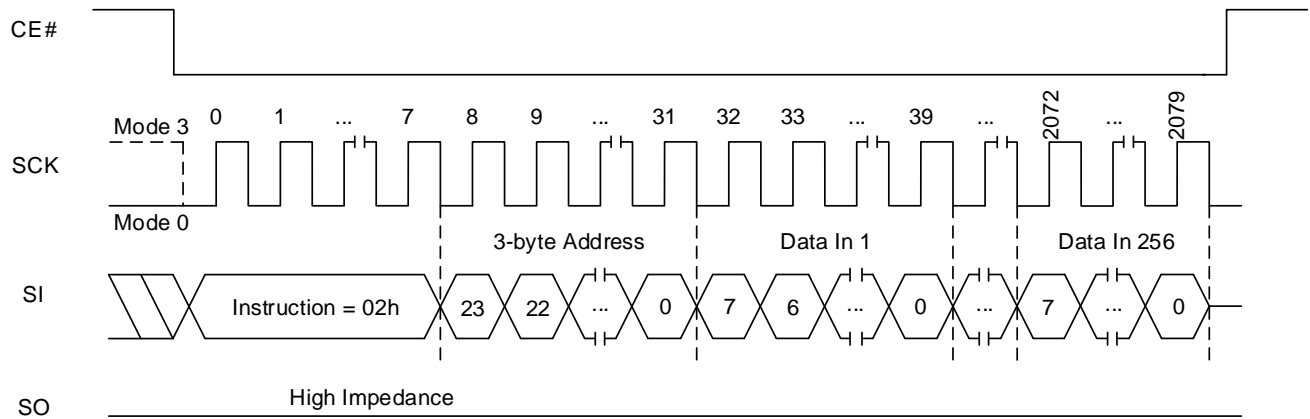 CE#
SCK
Mode 3
Mode 0
0 1 ... 7 8 9 ... 31 32 33 ... 39 ... 2072 ... 2079
3-byte Address Data In 1 Data In 256
SI
Instruction = 02h 23 22 ... 0 7 6 ... 0 ... 7 ... 0
SO
High Impedance